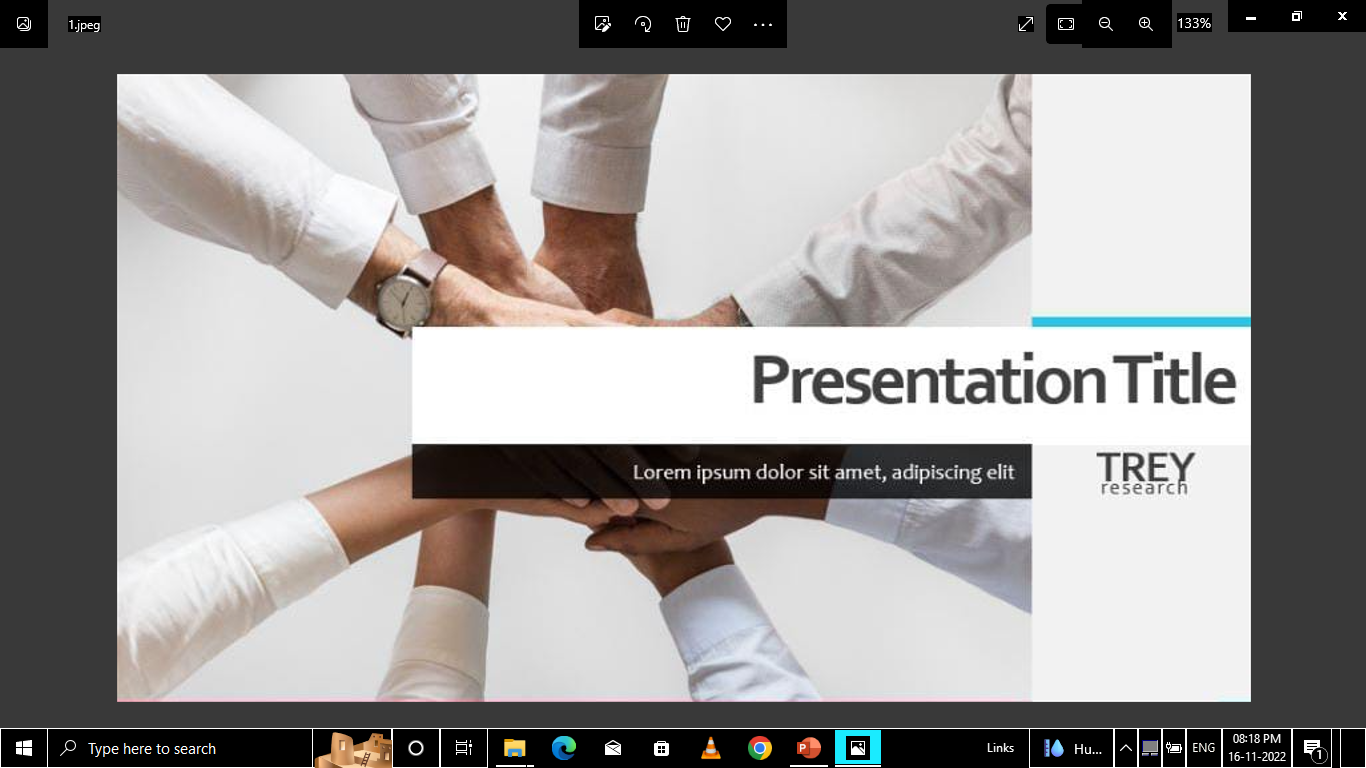 1.jpeg
133%
Presentation Title
Lorem ipsum dolor sit amet, adipiscing elit
TREY
research
Type here to search
Links
Hu...
ENG
08:18 PM
16-11-2022
1